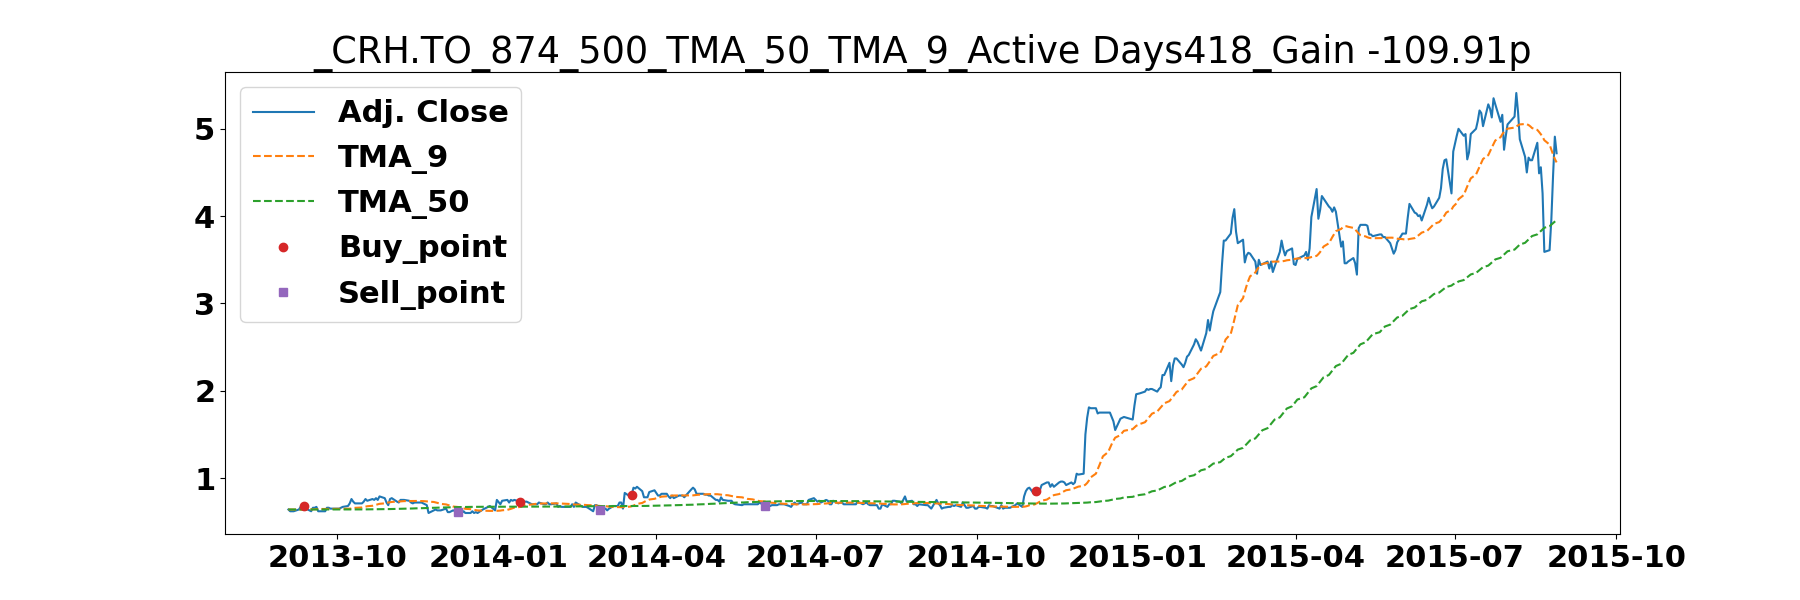 _CRH.TO_874_500_TMA_50_TMA_9_Active Days418_Gain -109.91p
Adj. Close
TMA_9
TMA_50
Buy_point
Sell_point
5
4
3
2
1
2013-10 2014-01 2014-04 2014-07 2014-10 2015-01 2015-04 2015-07 2015-10